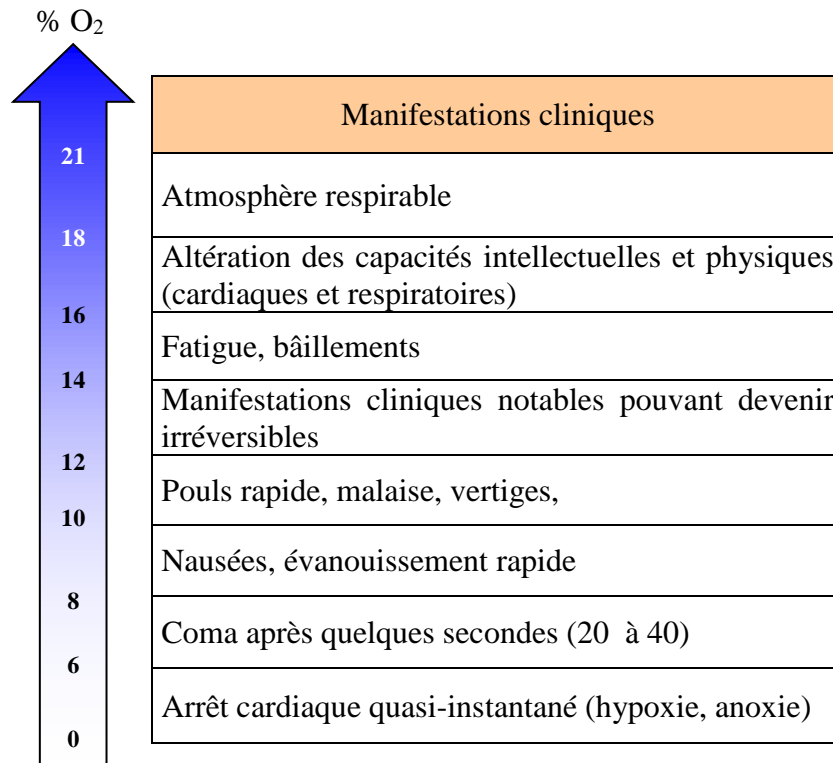 % O₂
Manifestations cliniques
21
Atmosphère respirable
18
Altération des capacités intellectuelles et physiques
(cardiaques et respiratoires)
16
Fatigue, bâillements
14
Manifestations cliniques notables pouvant devenir
irréversibles
12
Pouls rapide, malaise, vertiges,
10
Nausées, évanouissement rapide
8
Coma après quelques secondes (20 à 40)
6
Arrêt cardiaque quasi-instantané (hypoxie, anoxie)
0